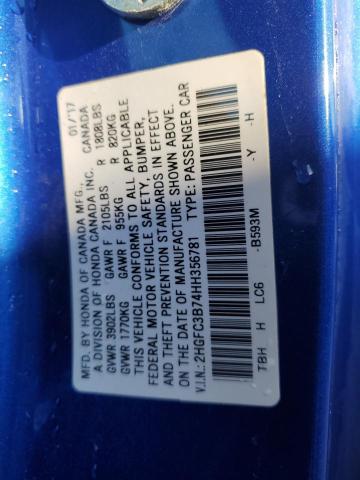 MFD. BY HONDA OF CANADA MFG., 01/17
A DIVISION OF HONDA CANADA INC. CANADA
GVWR 3902LBS GAWR F 2105LBS R 1808LBS
GVWR 1770KG GAWR F 955KG R 820KG
THIS VEHICLE CONFORMS TO ALL APPLICABLE
FEDERAL MOTOR VEHICLE SAFETY, BUMPER,
AND THEFT PREVENTION STANDARDS IN EFFECT
ON THE DATE OF MANUFACTURE SHOWN ABOVE.
V.I.N.: 2HGFC3B74HH356781 TYPE: PASSENGER CAR
TBH H LC6 -B593M -Y -H